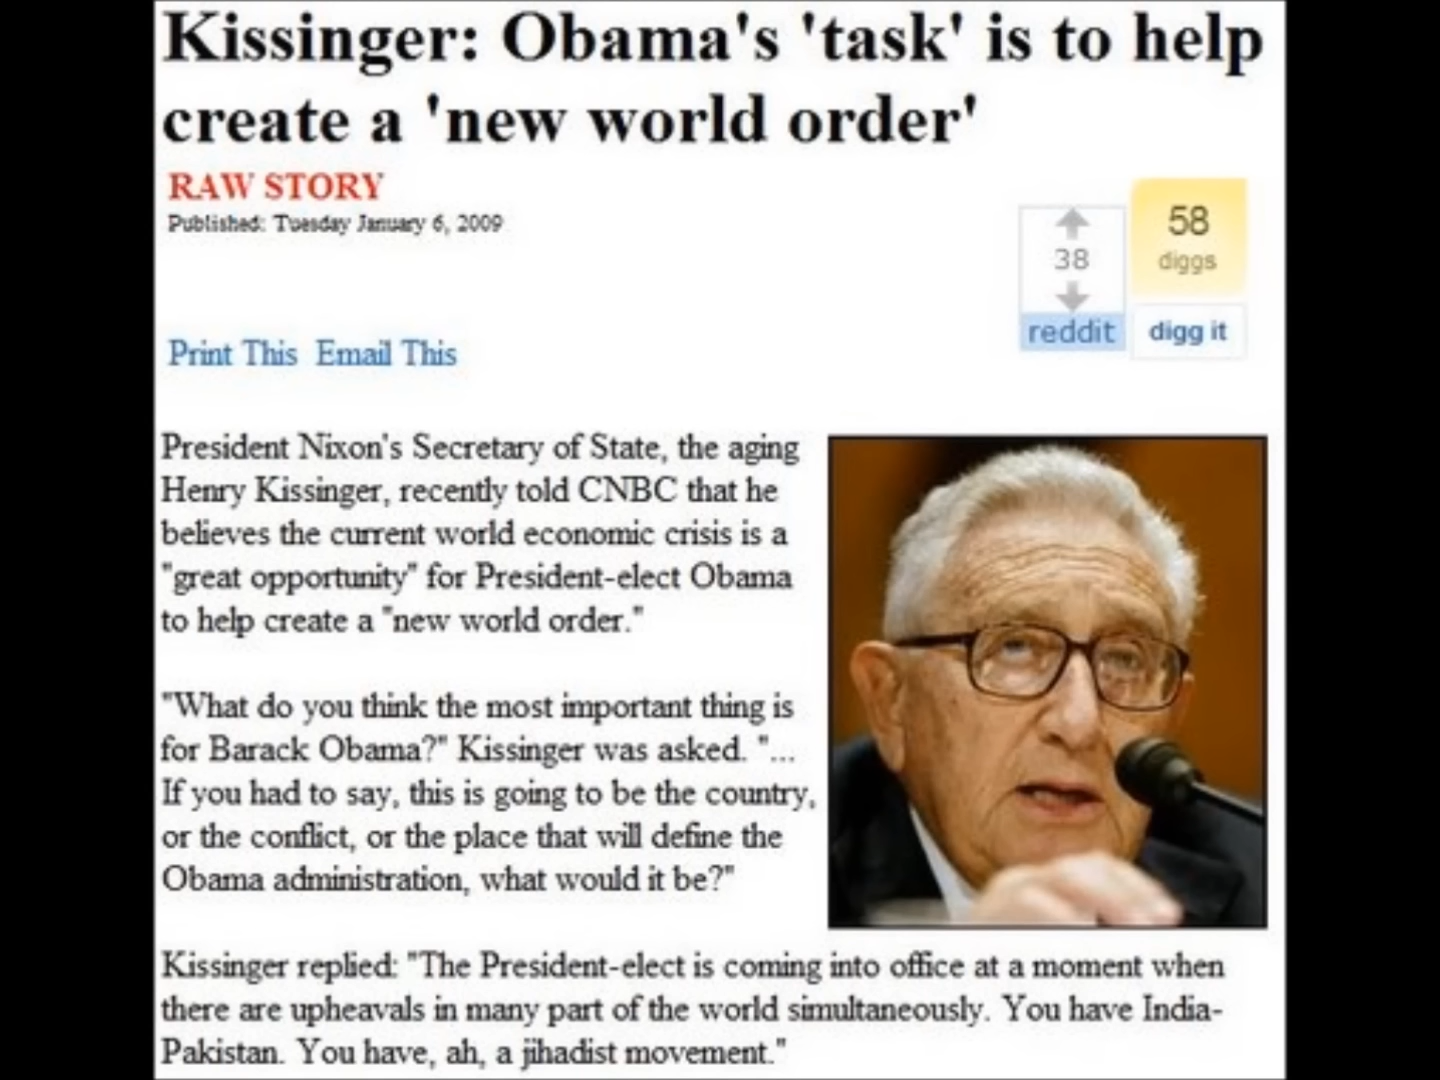 Kissinger: Obama's 'task' is to help
create a 'new world order'
RAW STORY
Published: Tuesday January 6, 2009
38
reddit
58
diggs
digg it
Print This Email This
President Nixon's Secretary of State, the aging
Henry Kissinger, recently told CNBC that he
believes the current world economic crisis is a
"great opportunity" for President-elect Obama
to help create a "new world order."
"What do you think the most important thing is
for Barack Obama?" Kissinger was asked. "...
If you had to say, this is going to be the country,
or the conflict, or the place that will define the
Obama administration, what would it be?"
Kissinger replied: "The President-elect is coming into office at a moment when
there are upheavals in many part of the world simultaneously. You have India-
Pakistan. You have, ah, a jihadist movement."